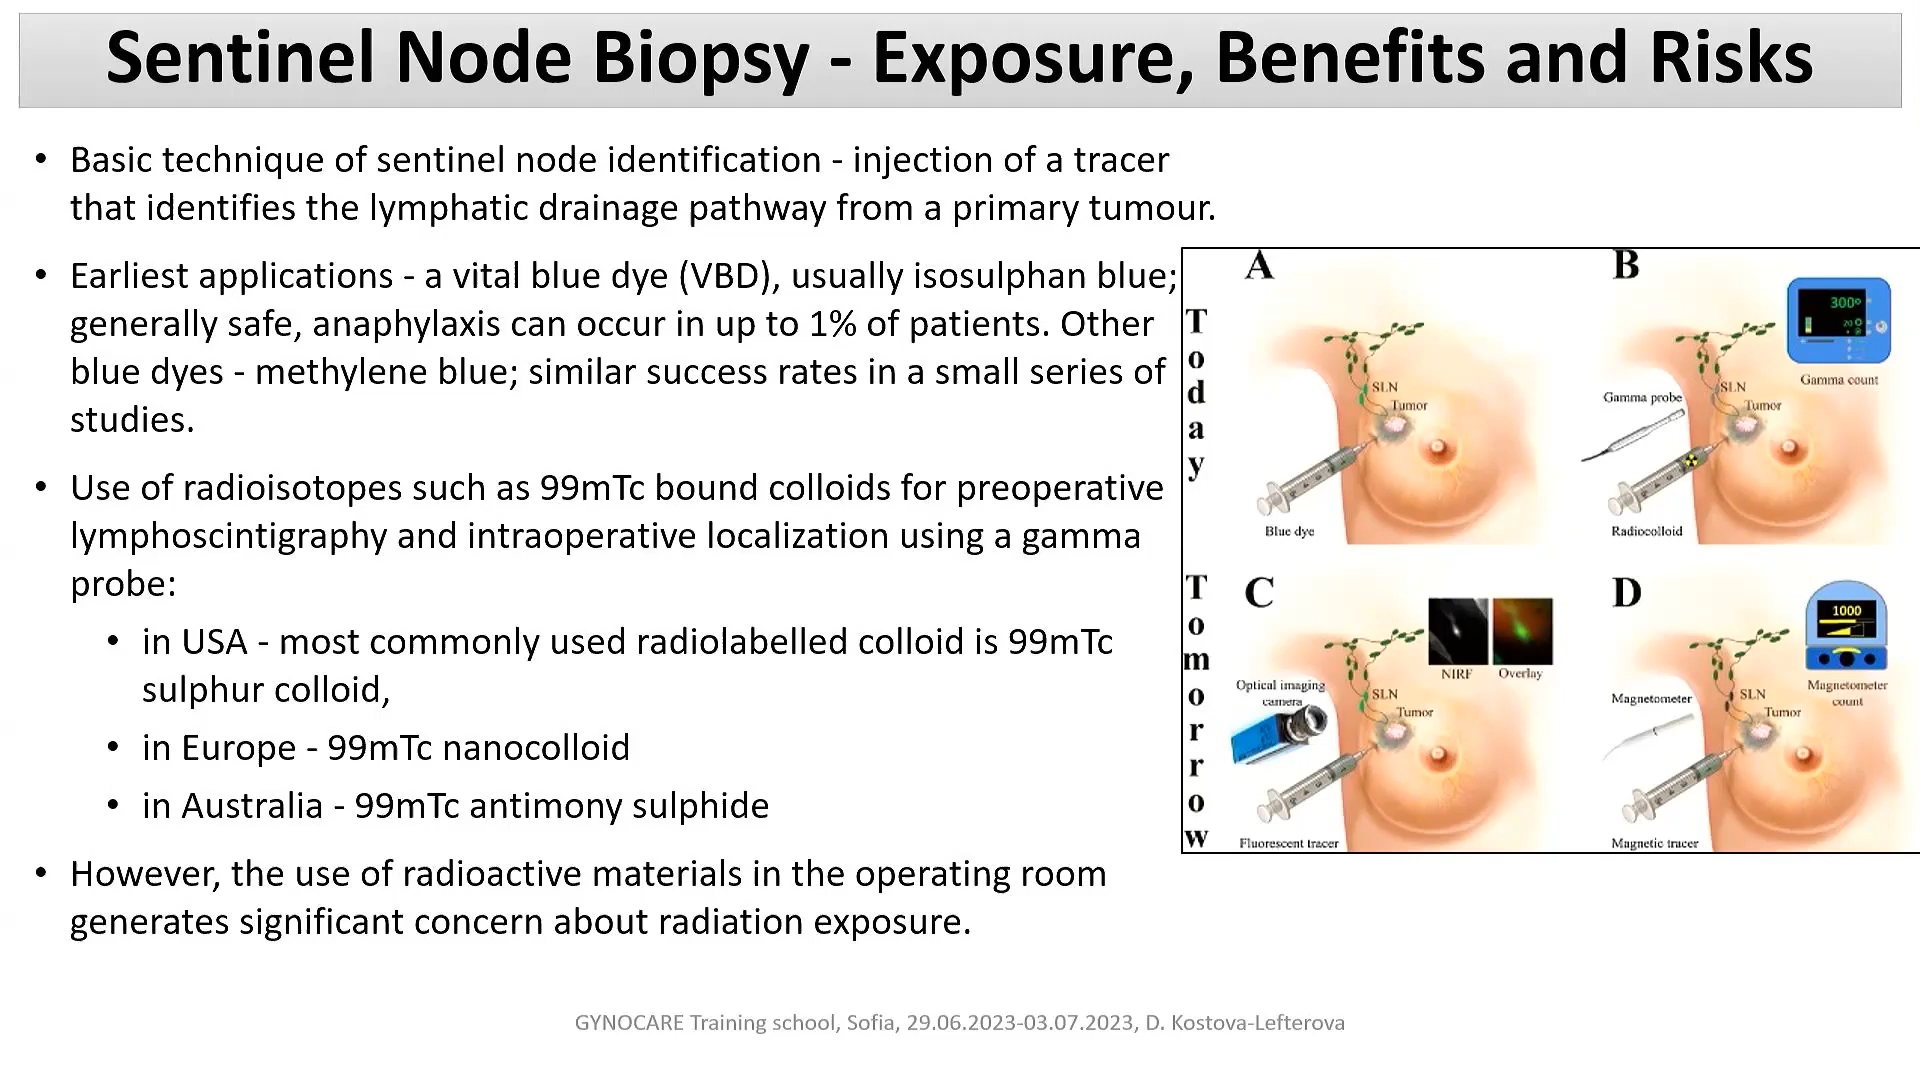 Sentinel Node Biopsy - Exposure, Benefits and Risks
• Basic technique of sentinel node identification - injection of a tracer
that identifies the lymphatic drainage pathway from a primary tumour.
• Earliest applications - a vital blue dye (VBD), usually isosulphan blue;
generally safe, anaphylaxis can occur in up to 1% of patients. Other
blue dyes - methylene blue; similar success rates in a small series of
studies.
• Use of radioisotopes such as 99mTc bound colloids for preoperative
lymphoscintigraphy and intraoperative localization using a gamma
probe:
• in USA - most commonly used radiolabelled colloid is 99mTc
sulphur colloid,
• in Europe - 99mTc nanocolloid
• in Australia - 99mTc antimony sulphide
• However, the use of radioactive materials in the operating room
generates significant concern about radiation exposure.
Today
A
SLN
Tumor
Blue dye
B
300
20
Gamma count
Gamma probe
SLN
Tumor
Radiocolloid
Tomorrow
C
NIRF
Overlay
Optical imaging
camera
SLN
Tumor
Fluorescent tracer
D
1000
Magnetometer
count
Magnetometer
SLN
Tumor
Magnetic tracer
GYNOCARE Training school, Sofia, 29.06.2023-03.07.2023, D. Kostova-Lefterova